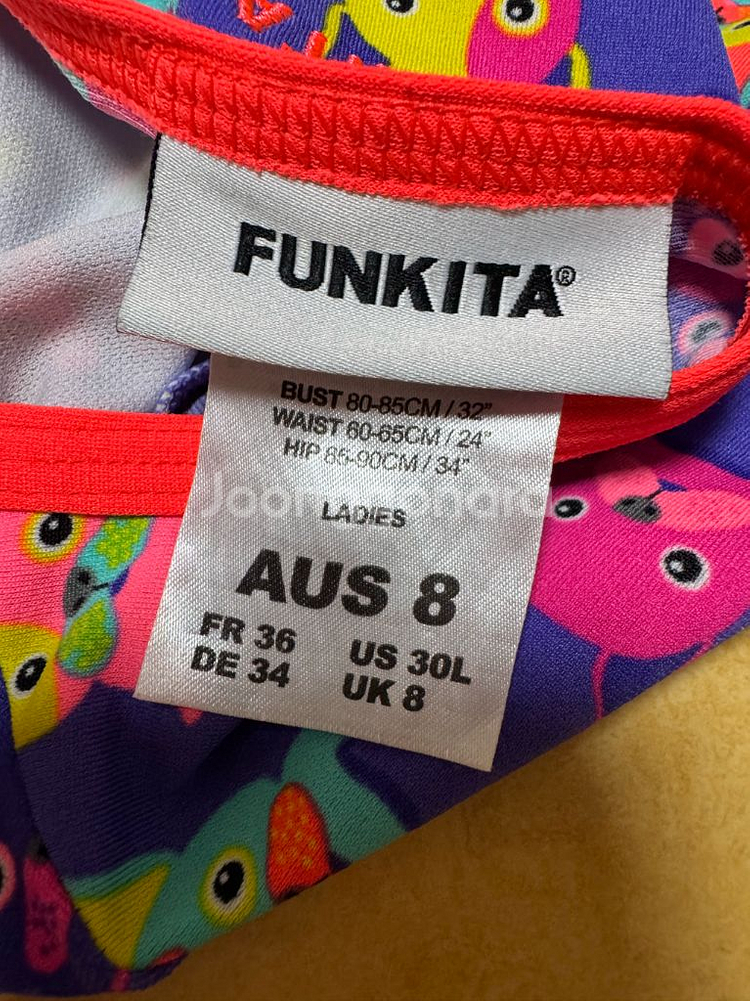 FUNKITA®
BUST 80-85CM / 32"
WAIST 60-65CM / 24"
HIP 85-90CM / 34"
LADIES
AUS 8
FR 36 US 30L
DE 34 UK 8